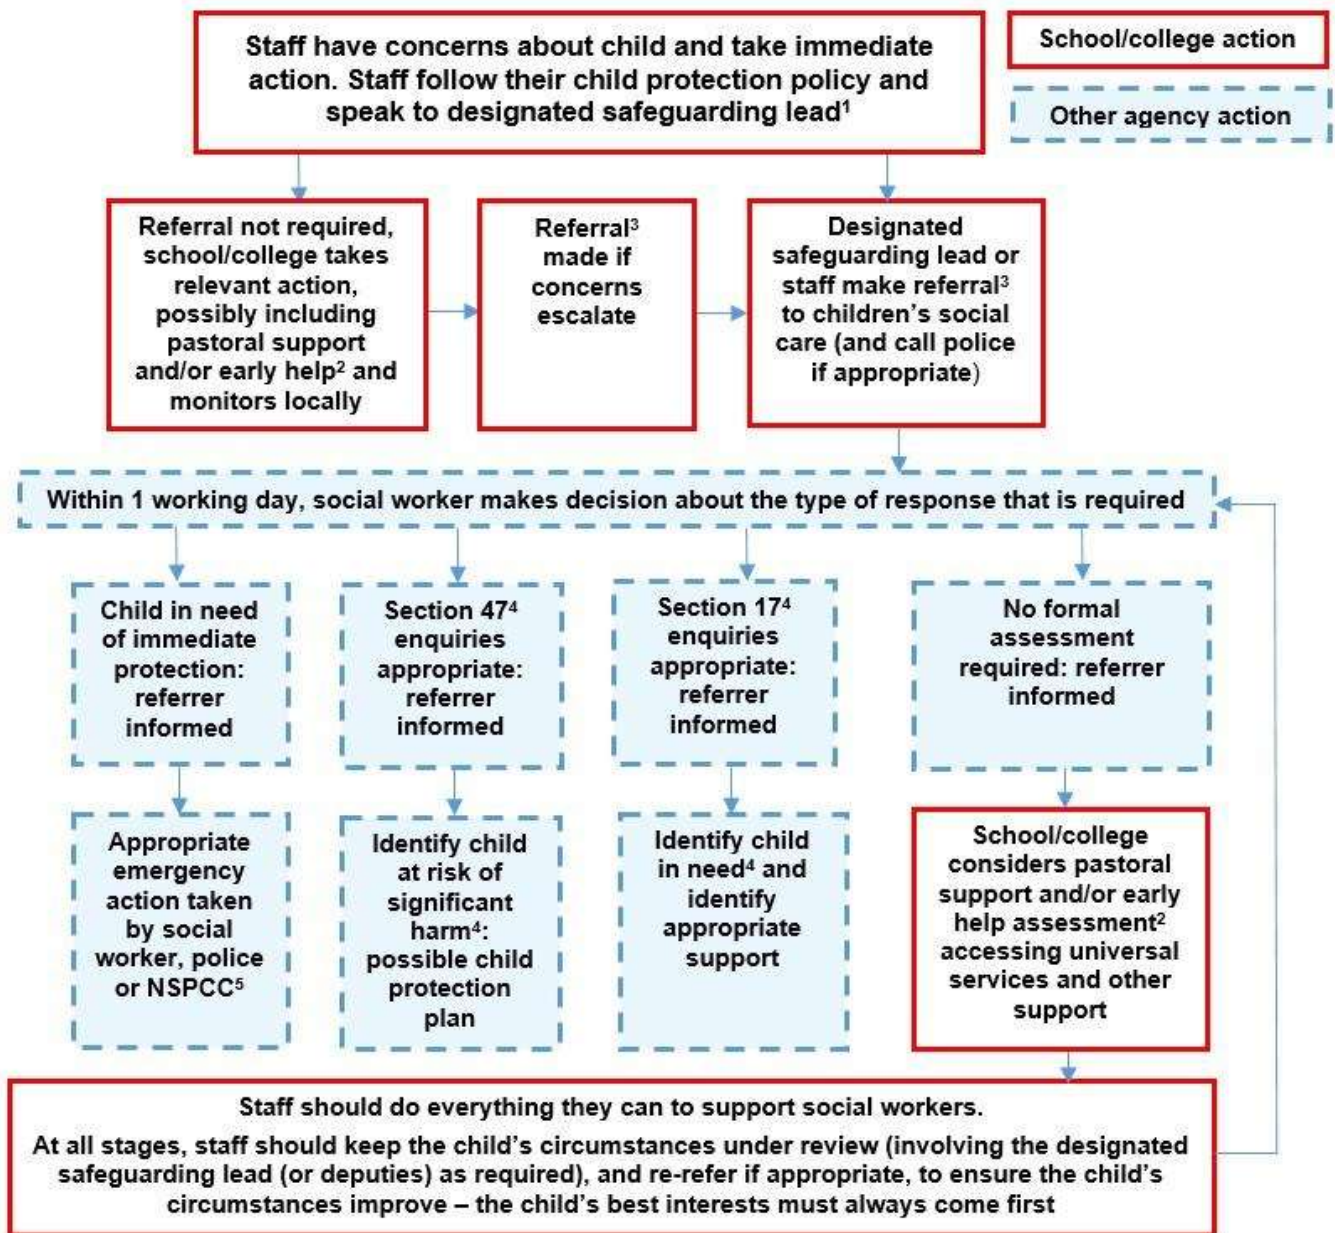 Staff have concerns about child and take immediate
action. Staff follow their child protection policy and
speak to designated safeguarding lead¹
School/college action
Other agency action
Referral not required,
school/college takes
relevant action,
possibly including
pastoral support
and/or early help² and
monitors locally
Referral³
made if
concerns
escalate
Designated
safeguarding lead or
staff make referral³
to children’s social
care (and call police
if appropriate)
Within 1 working day, social worker makes decision about the type of response that is required
Child in need
of immediate
protection:
referrer
informed
Section 47⁴
enquiries
appropriate:
referrer
informed
Section 17⁴
enquiries
appropriate:
referrer
informed
No formal
assessment
required: referrer
informed
Appropriate
emergency
action taken
by social
worker, police
or NSPCC⁵
Identify child
at risk of
significant
harm⁴:
possible child
protection
plan
Identify child
in need⁴ and
identify
appropriate
support
School/college
considers pastoral
support and/or early
help assessment²
accessing universal
services and other
support
Staff should do everything they can to support social workers.
At all stages, staff should keep the child’s circumstances under review (involving the designated
safeguarding lead (or deputies) as required), and re-refer if appropriate, to ensure the child’s
circumstances improve – the child’s best interests must always come first